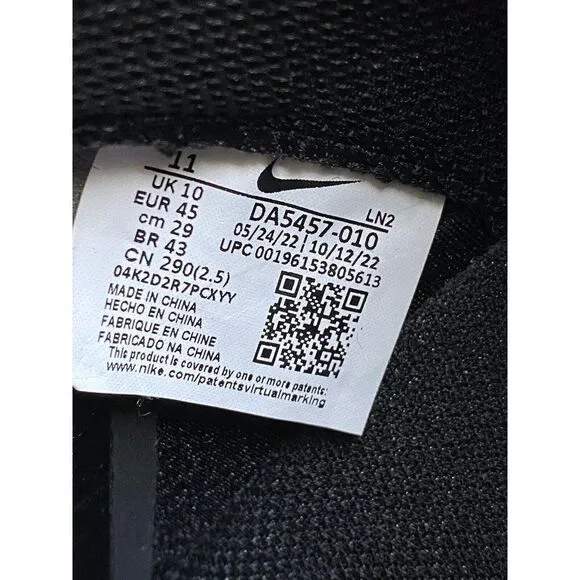 11
UK 10
EUR 45
cm 29
BR 43
CN 290(2.5)
04K2D2R7PCXYY
MADE IN CHINA
HECHO EN CHINA
FABRIQUE EN CHINE
FABRICADO NA CHINA
This product is covered by one or more patents:
www.nike.com/patentsvirtualmarking
LN2
DA5457-010
05/24/22 | 10/12/22
UPC 00196153805613